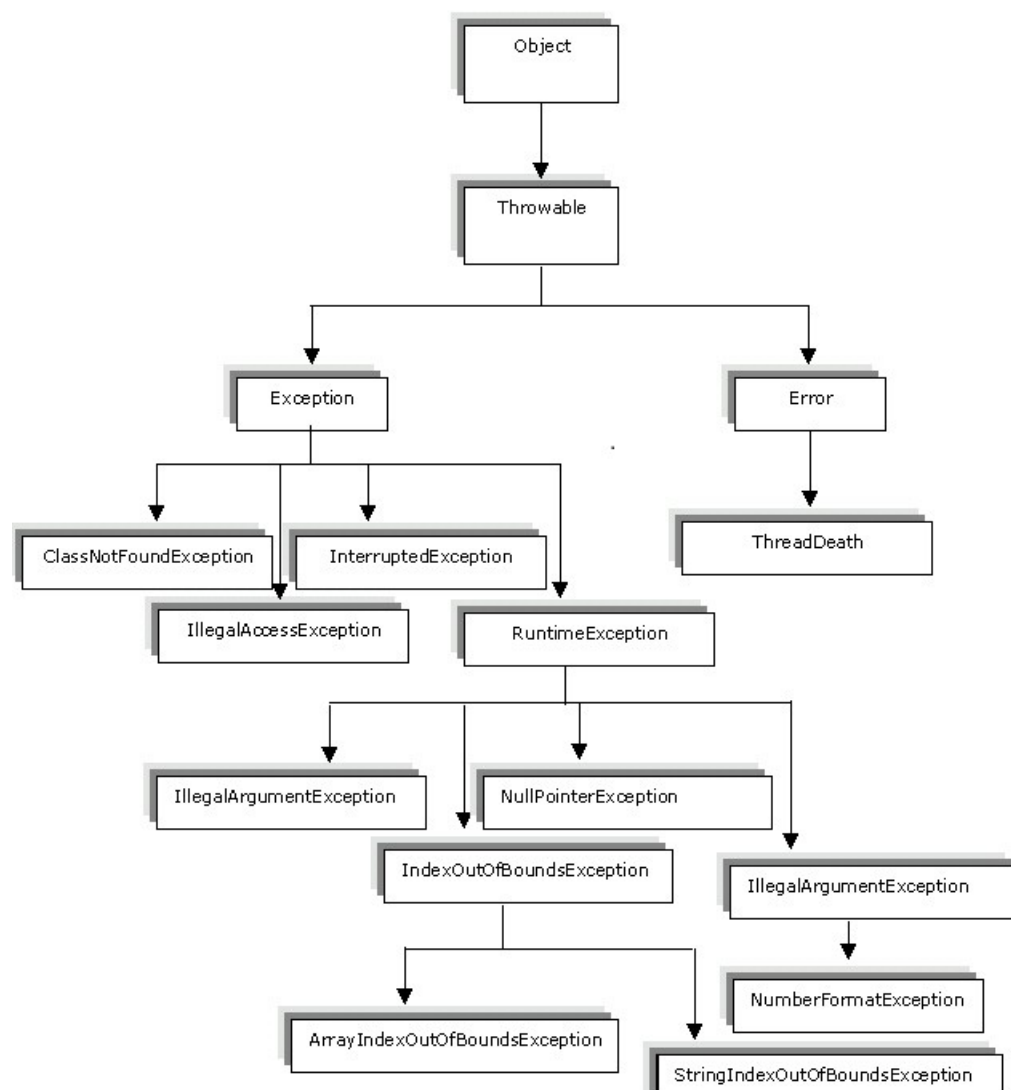 Object
Throwable
Exception
Error
ClassNotFoundException
InterruptedException
ThreadDeath
IllegalAccessException
RuntimeException
IllegalArgumentException
NullPointerException
IndexOutOfBoundsException
IllegalArgumentException
NumberFormatException
ArrayIndexOutOfBoundsException
StringIndexOutOfBoundsException